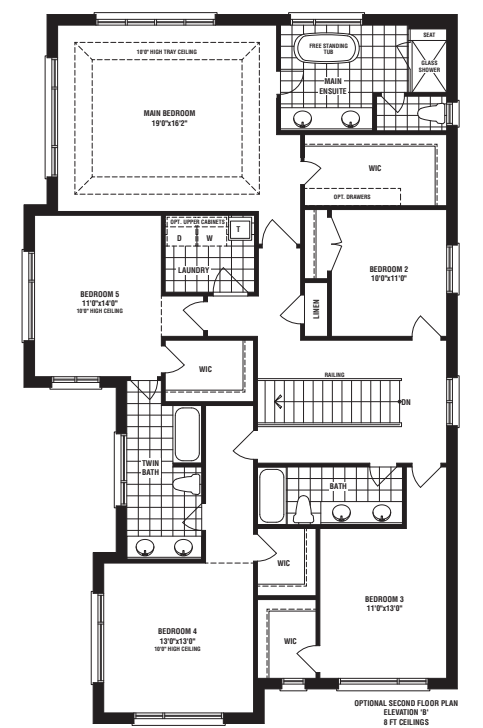 SEAT
FREE STANDING
TUB
10'0" HIGH TRAY CEILING
GLASS
SHOWER
MAIN
ENSUITE
MAIN BEDROOM
19'0"x16'2"
WIC
OPT. DRAWERS
OPT. UPPER CABINETS
T
D
W
LAUNDRY
BEDROOM 2
10'0"x11'0"
BEDROOM 5
11'0"x14'0"
10'0" HIGH CEILING
LINEN
WIC
RAILING
DN
TWIN
BATH
BATH
WIC
BEDROOM 3
11'0"x13'0"
BEDROOM 4
13'0"x13'0"
10'0" HIGH CEILING
WIC
OPTIONAL SECOND FLOOR PLAN
ELEVATION 'B'
8 FT CEILINGS